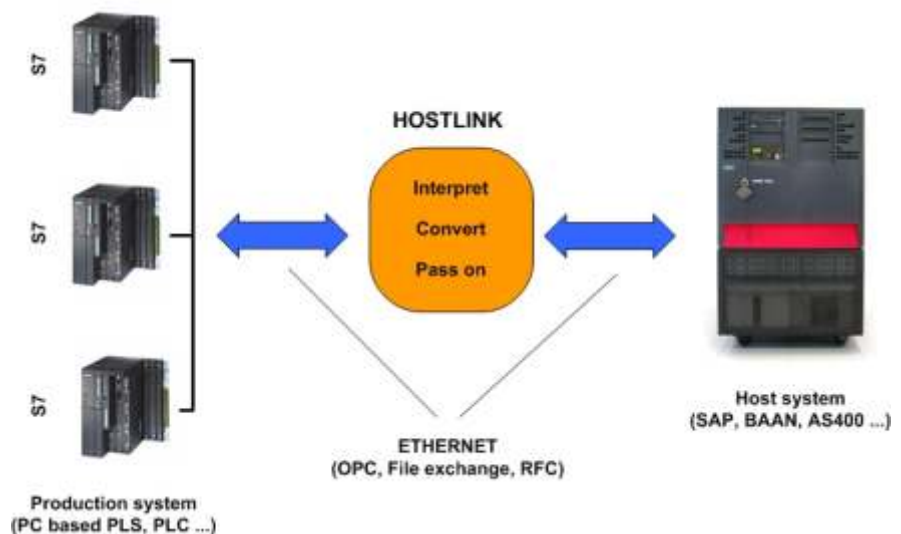 S7
S7
S7
Production system
(PC based PLS, PLC ...)
HOSTLINK
Interpret
Convert
Pass on
ETHERNET
(OPC, File exchange, RFC)
Host system
(SAP, BAAN, AS400 ...)